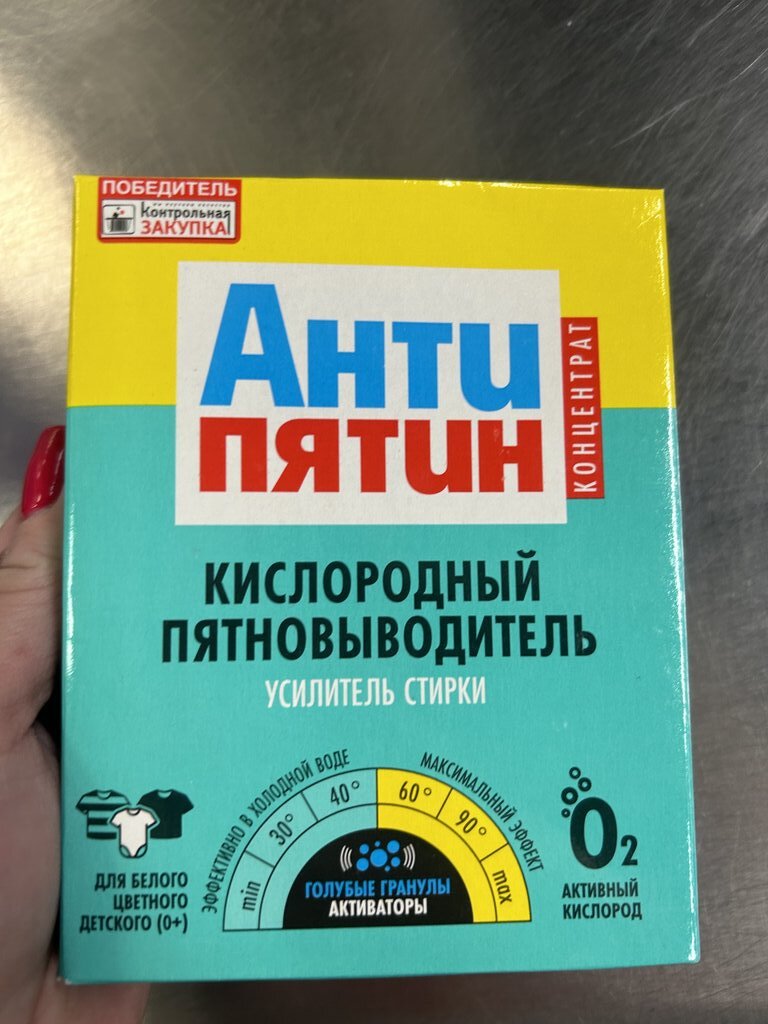 ПОБЕДИТЕЛЬ
Контрольная
ЗАКУПКА
Анти
пятин
КОНЦЕНТРАТ
КИСЛОРОДНЫЙ
ПЯТНОВЫВОДИТЕЛЬ
УСИЛИТЕЛЬ СТИРКИ
ЭФФЕКТИВНО В ХОЛОДНОЙ ВОДЕ
МАКСИМАЛЬНЫЙ ЭФФЕКТ
min 30° 40° 60° 90° max
ГОЛУБЫЕ ГРАНУЛЫ
АКТИВАТОРЫ
ДЛЯ БЕЛОГО
ЦВЕТНОГО
ДЕТСКОГО (0+)
O2
АКТИВНЫЙ
КИСЛОРОД